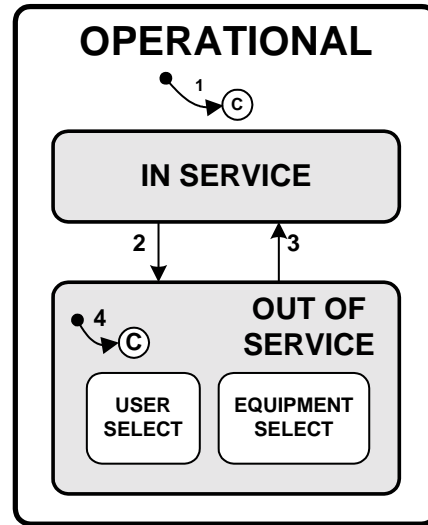 OPERATIONAL
1
C
IN SERVICE
2
3
4
C
OUT OF
SERVICE
USER
SELECT
EQUIPMENT
SELECT